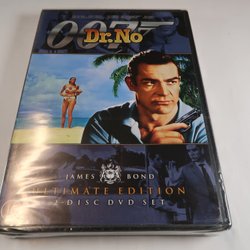 007
Dr. No
JAMES BOND
ULTIMATE EDITION
2-DISC DVD SET